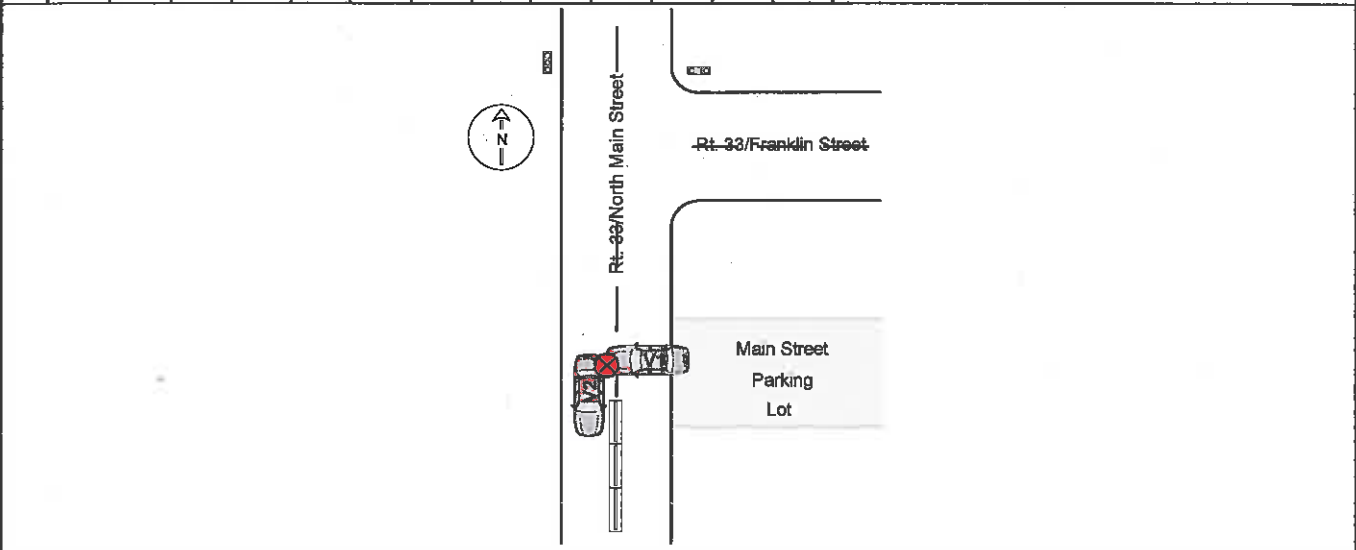 N
Rt. 33/North Main Street
Rt. 33/Franklin Street
V1
V2
Main Street
Parking
Lot